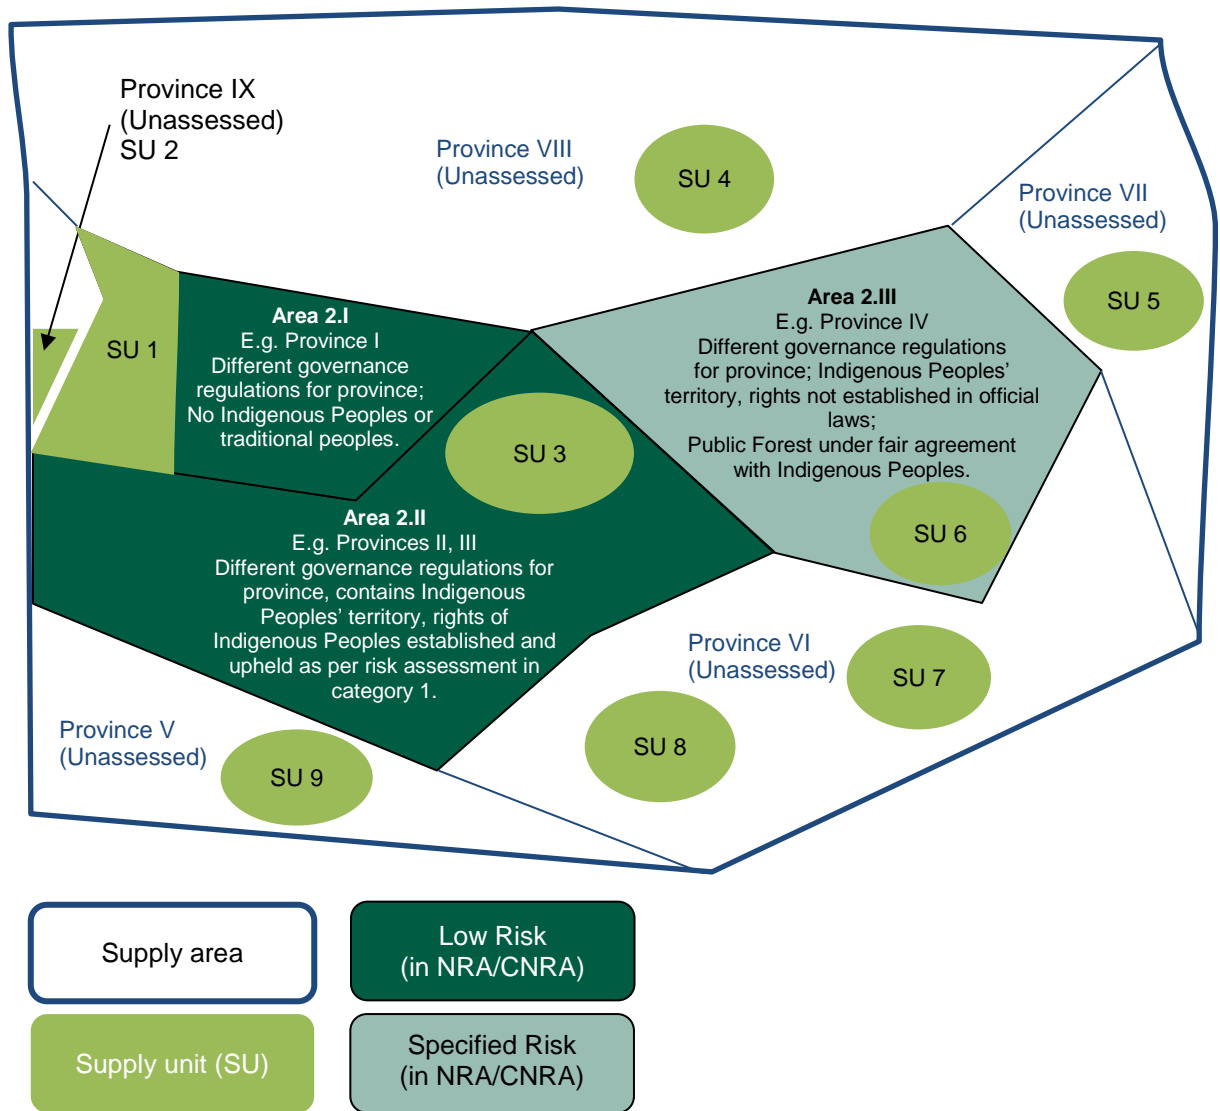 Province IX
(Unassessed)
SU 2
Province VIII
(Unassessed)
SU 4
Province VII
(Unassessed)
SU 5
SU 1
Area 2.I
E.g. Province I
Different governance
regulations for province;
No Indigenous Peoples or
traditional peoples.
Area 2.III
E.g. Province IV
Different governance regulations
for province; Indigenous Peoples'
territory, rights not established in official
laws;
Public Forest under fair agreement
with Indigenous Peoples.
SU 3
SU 6
Area 2.II
E.g. Provinces II, III
Different governance regulations for
province, contains Indigenous
Peoples' territory, rights of
Indigenous Peoples established and
upheld as per risk assessment in
category 1.
Province VI
(Unassessed)
SU 7
SU 8
Province V
(Unassessed)
SU 9
Supply area
Low Risk
(in NRA/CNRA)
Supply unit (SU)
Specified Risk
(in NRA/CNRA)